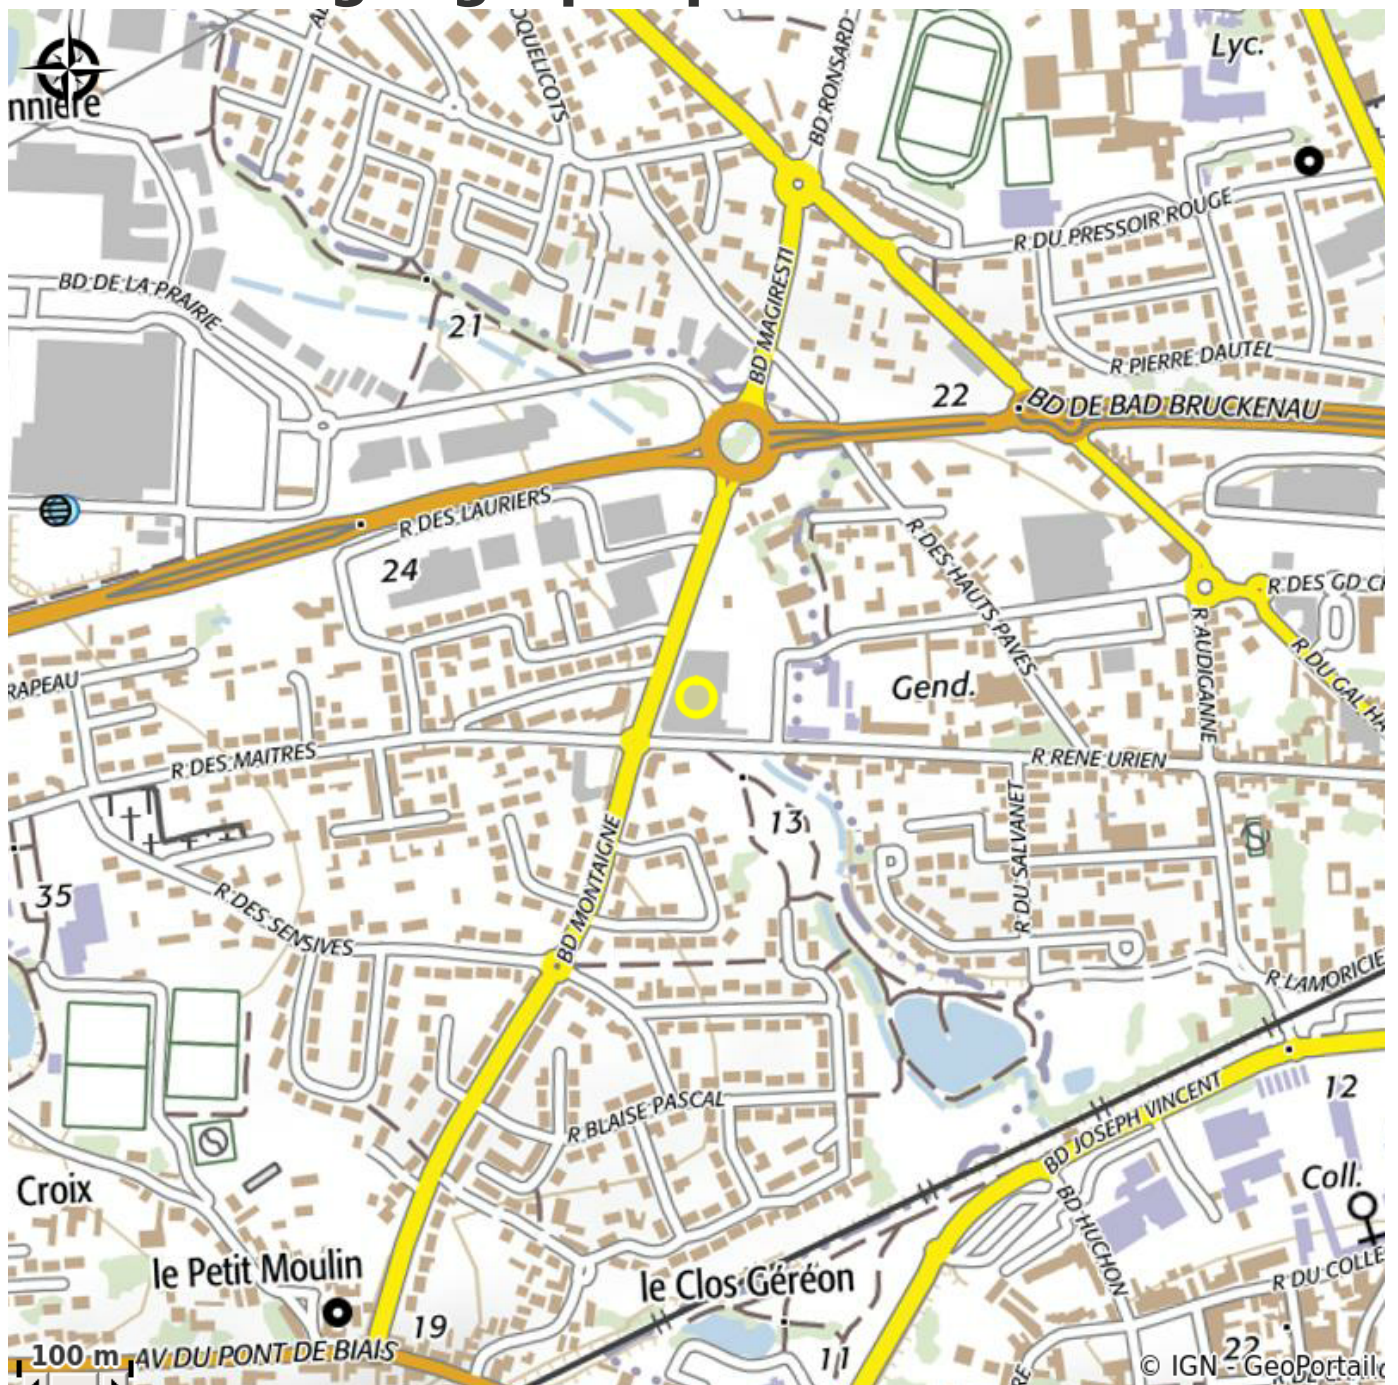 OQUELICOTS
BD RONSARD
Lyc.
nnière
R DU PRESSOIR ROUGE
BD DE LA PRAIRIE
BD MAGIRESTI
21
R PIERRE DAUTEL
22
BD DE BAD BRUCKENAU
R DES LAURIERS
24
R DES HAUTS PAVES
R DES GD C
R AUDIGANNE
R DU GAL HA
RAPEAU
Gend.
R DES MAITRES
R RENE URIEN
13
R DU SALVANET
BD MONTAIGNE
35
R DES SENSIVES
R LAMORICIE
12
R BLAISE PASCAL
BD JOSEPH VINCENT
Croix
Coll.
BD HUCHON
le Petit Moulin
le Clos Géréon
R DU COLLE
19
22
100 m
AV DU PONT DE BIAIS
11
© IGN - GeoPortail